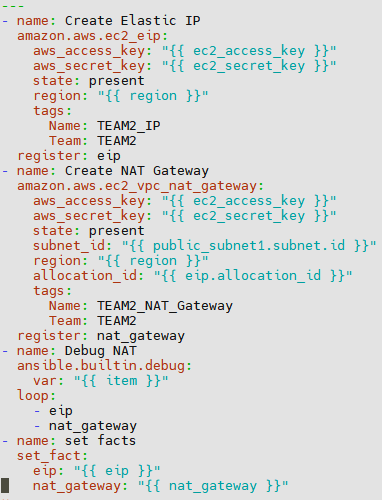 ---
- name: Create Elastic IP
  amazon.aws.ec2_eip:
    aws_access_key: "{{ ec2_access_key }}"
    aws_secret_key: "{{ ec2_secret_key }}"
    state: present
    region: "{{ region }}"
    tags:
      Name: TEAM2_IP
      Team: TEAM2
  register: eip
- name: Create NAT Gateway
  amazon.aws.ec2_vpc_nat_gateway:
    aws_access_key: "{{ ec2_access_key }}"
    aws_secret_key: "{{ ec2_secret_key }}"
    state: present
    subnet_id: "{{ public_subnet1.subnet.id }}"
    region: "{{ region }}"
    allocation_id: "{{ eip.allocation_id }}"
    tags:
      Name: TEAM2_NAT_Gateway
      Team: TEAM2
  register: nat_gateway
- name: Debug NAT
  ansible.builtin.debug:
    var: "{{ item }}"
  loop:
    - eip
    - nat_gateway
- name: set facts
  set_fact:
    eip: "{{ eip }}"
    nat_gateway: "{{ nat_gateway }}"